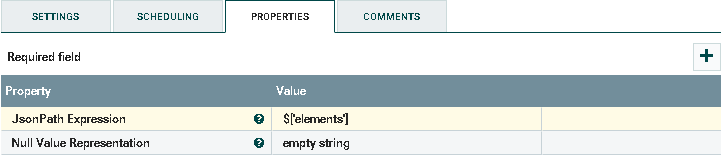 SETTINGS SCHEDULING PROPERTIES COMMENTS
Required field
Property Value
JsonPath Expression $['elements']
Null Value Representation empty string